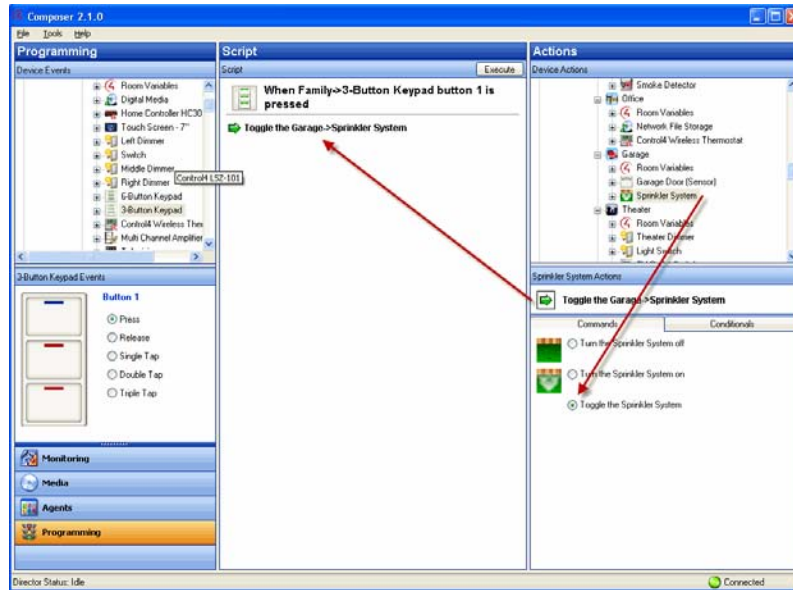 Composer 2.1.0
File Tools Help
Programming
Device Events
Room Variables
Digital Media
Home Controller HC30
Touch Screen - 7"
Left Dimmer
Switch
Middle Dimmer
Right Dimmer
Control4 LSZ-101
6-Button Keypad
3-Button Keypad
Control4 Wireless Ther
Multi Channel Amplifier
3-Button Keypad Events
Button 1
Press
Release
Single Tap
Double Tap
Triple Tap
Monitoring
Media
Agents
Programming
Script
Script
Execute
When Family->3-Button Keypad button 1 is
pressed
Toggle the Garage->Sprinkler System
Actions
Device Actions
Smoke Detector
Office
Room Variables
Network File Storage
Control4 Wireless Thermostat
Garage
Room Variables
Garage Door (Sensor)
Sprinkler System
Theater
Room Variables
Theater Dimmer
Light Switch
Sprinkler System Actions
Toggle the Garage->Sprinkler System
Commands
Conditionals
Turn the Sprinkler System off
Turn the Sprinkler System on
Toggle the Sprinkler System
Director Status: Idle
Connected